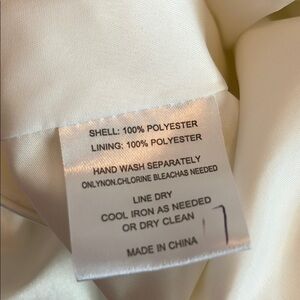 SHELL: 100% POLYESTER
LINING: 100% POLYESTER
HAND WASH SEPARATELY
ONLYNON.CHLORINE BLEACHAS NEEDED
LINE DRY
COOL IRON AS NEEDED
OR DRY CLEAN
MADE IN CHINA